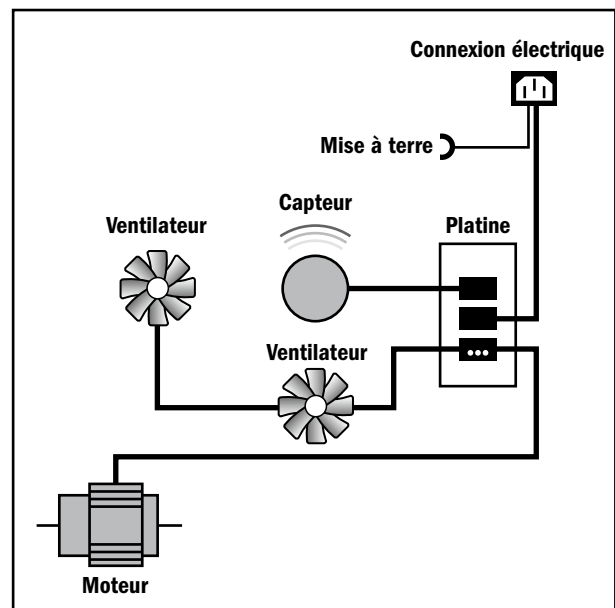 Connexion électrique
Mise à terre
Capteur
Ventilateur
Platine
Ventilateur
Moteur